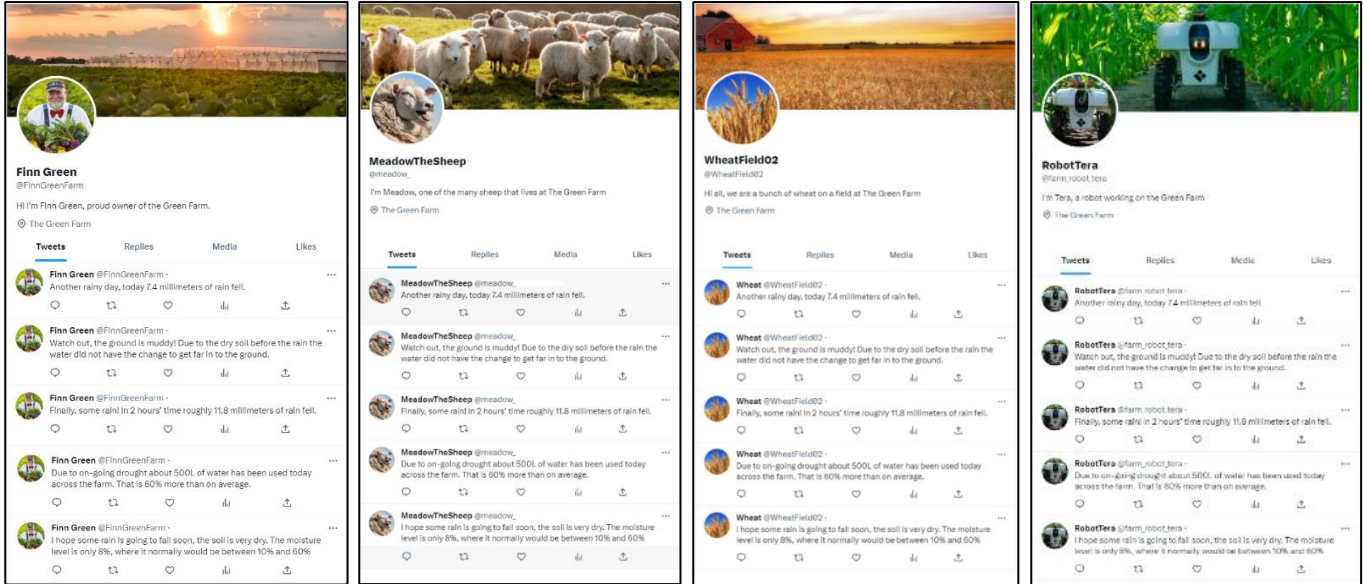 Finn Green
@FinnGreenFarm
Hi I'm Finn Green, proud owner of the Green Farm.
The Green Farm
Tweets Replies Media Likes
Finn Green @FinnGreenFarm ·
Another rainy day, today 7.4 millimeters of rain fell.
Finn Green @FinnGreenFarm ·
Watch out, the ground is muddy! Due to the dry soil before the rain the
water did not have the change to get far in to the ground.
Finn Green @FinnGreenFarm ·
Finally, some rain! In 2 hours' time roughly 11.8 millimeters of rain fell.
Finn Green @FinnGreenFarm ·
Due to on-going drought about 500L of water has been used today
across the farm. That is 60% more than on average.
Finn Green @FinnGreenFarm ·
I hope some rain is going to fall soon, the soil is very dry. The moisture
level is only 8%, where it normally would be between 10% and 60%
MeadowTheSheep
@meadow_
I'm Meadow, one of the many sheep that lives at The Green Farm
The Green Farm
Tweets Replies Media Likes
MeadowTheSheep @meadow_
Another rainy day, today 7.4 millimeters of rain fell.
MeadowTheSheep @meadow_
Watch out, the ground is muddy! Due to the dry soil before the rain the
water did not have the change to get far in to the ground.
MeadowTheSheep @meadow_
Finally, some rain! In 2 hours' time roughly 11.8 millimeters of rain fell.
MeadowTheSheep @meadow_
Due to on-going drought about 500L of water has been used today
across the farm. That is 60% more than on average.
MeadowTheSheep @meadow_
I hope some rain is going to fall soon, the soil is very dry. The moisture
level is only 8%, where it normally would be between 10% and 60%
WheatField02
@WheatField02
Hi all, we are a bunch of wheat on a field at The Green Farm
The Green Farm
Tweets Replies Media Likes
Wheat @WheatField02 ·
Another rainy day, today 7.4 millimeters of rain fell.
Wheat @WheatField02 ·
Watch out, the ground is muddy! Due to the dry soil before the rain the
water did not have the change to get far in to the ground.
Wheat @WheatField02 ·
Finally, some rain! In 2 hours' time roughly 11.8 millimeters of rain fell.
Wheat @WheatField02 ·
Due to on-going drought about 500L of water has been used today
across the farm. That is 60% more than on average.
Wheat @WheatField02 ·
I hope some rain is going to fall soon, the soil is very dry. The moisture
level is only 8%, where it normally would be between 10% and 60%
RobotTera
@farm_robot_tera
I'm Tera, a robot working on the Green Farm
The Green Farm
Tweets Replies Media Likes
RobotTera @farm_robot_tera ·
Another rainy day, today 7.4 millimeters of rain fell.
RobotTera @farm_robot_tera ·
Watch out, the ground is muddy! Due to the dry soil before the rain the
water did not have the change to get far in to the ground.
RobotTera @farm_robot_tera ·
Finally, some rain! In 2 hours' time roughly 11.8 millimeters of rain fell.
RobotTera @farm_robot_tera ·
Due to on-going drought about 500L of water has been used today
across the farm. That is 60% more than on average.
RobotTera @farm_robot_tera ·
I hope some rain is going to fall soon, the soil is very dry. The moisture
level is only 8%, where it normally would be between 10% and 60%